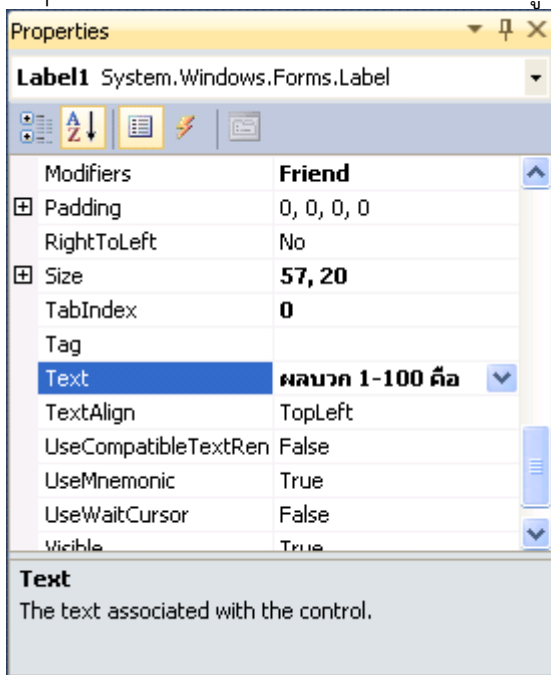 Properties
Label1 System.Windows.Forms.Label
Modifiers Friend
Padding 0, 0, 0, 0
RightToLeft No
Size 57, 20
TabIndex 0
Tag
Text ผลบวก 1-100 คือ
TextAlign TopLeft
UseCompatibleTextRen False
UseMnemonic True
UseWaitCursor False
Visible True
Text
The text associated with the control.